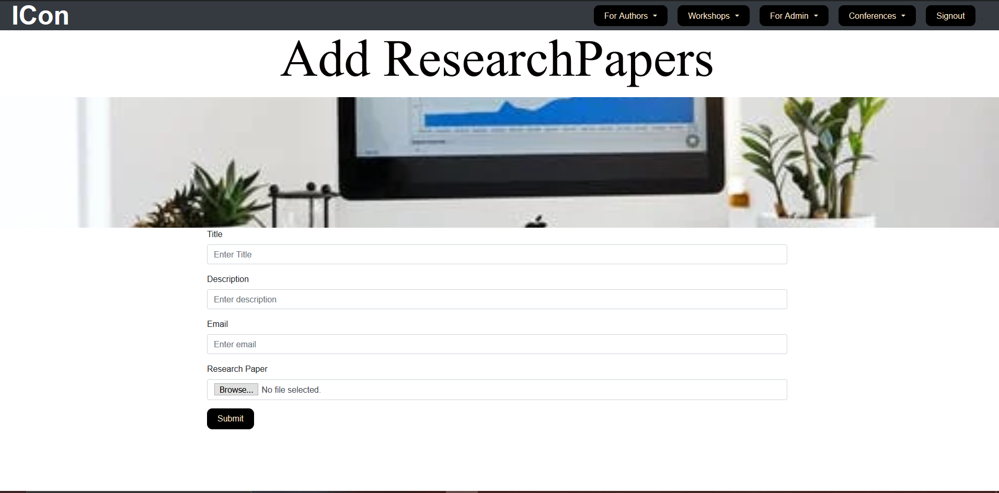 ICon
For Authors Workshops For Admin Conferences Signout
Add ResearchPapers
Title
Enter Title
Description
Enter description
Email
Enter email
Research Paper
Browse... No file selected.
Submit